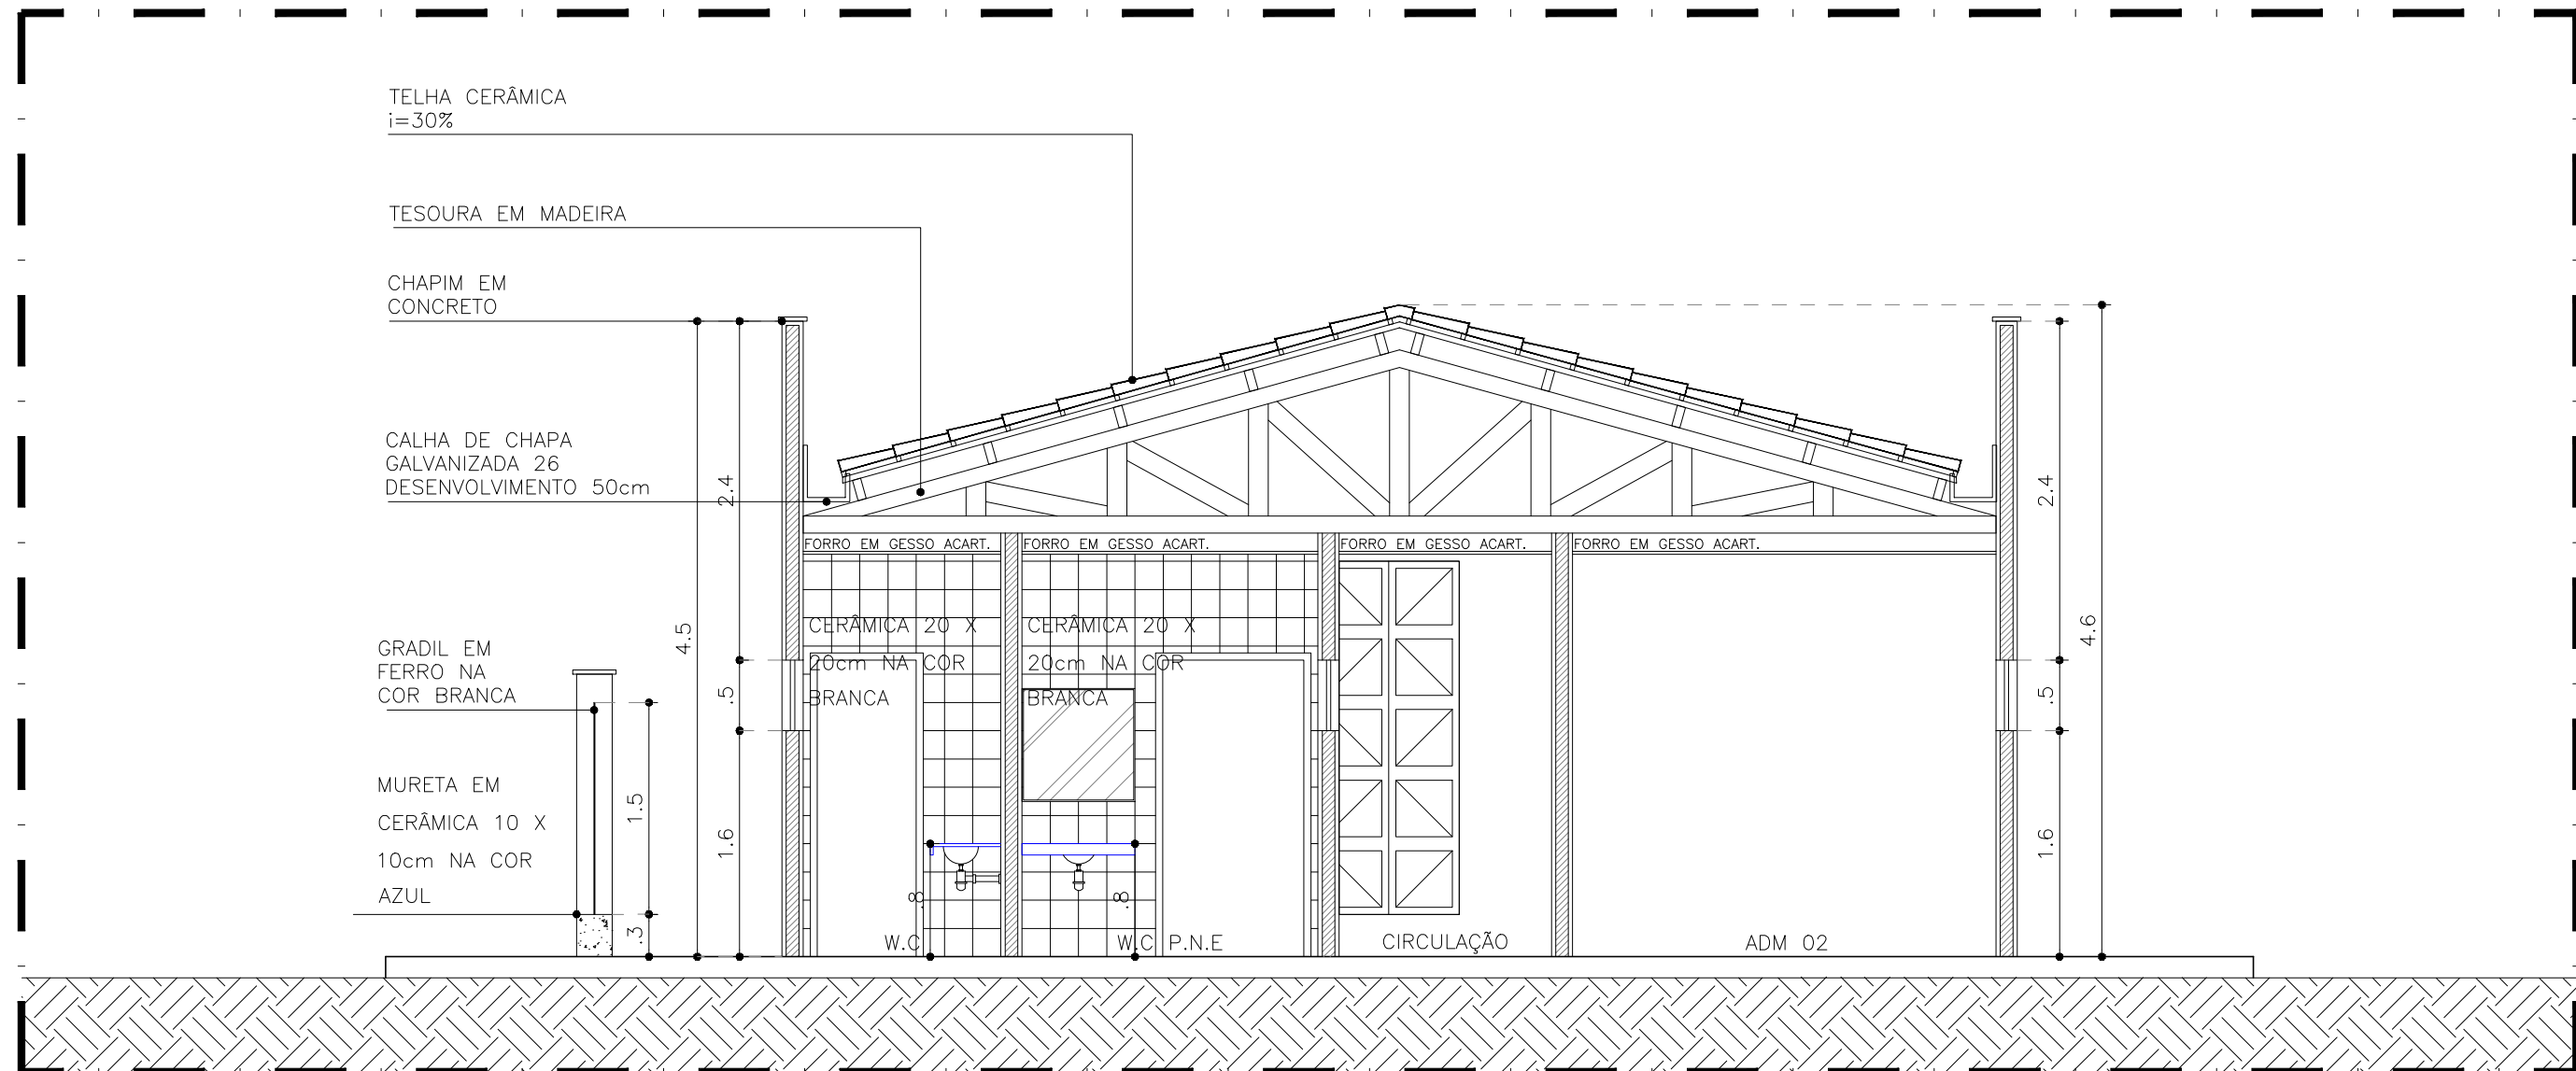 TELHA CERÂMICA
i=30%
TESOURA EM MADEIRA
CHAPIM EM
CONCRETO
CALHA DE CHAPA
GALVANIZADA 26
DESENVOLVIMENTO 50cm
GRADIL EM
FERRO NA
COR BRANCA
MURETA EM
CERÂMICA 10 X
10cm NA COR
AZUL
1.5
.3
4.5
2.4
.5
1.6
FORRO EM GESSO ACART.
FORRO EM GESSO ACART.
FORRO EM GESSO ACART.
FORRO EM GESSO ACART.
CERÂMICA 20 X
20cm NA COR
BRANCA
CERÂMICA 20 X
20cm NA COR
BRANCA
.8
.8
W.C
W.C P.N.E
CIRCULAÇÃO
ADM 02
2.4
.5
1.6
4.6